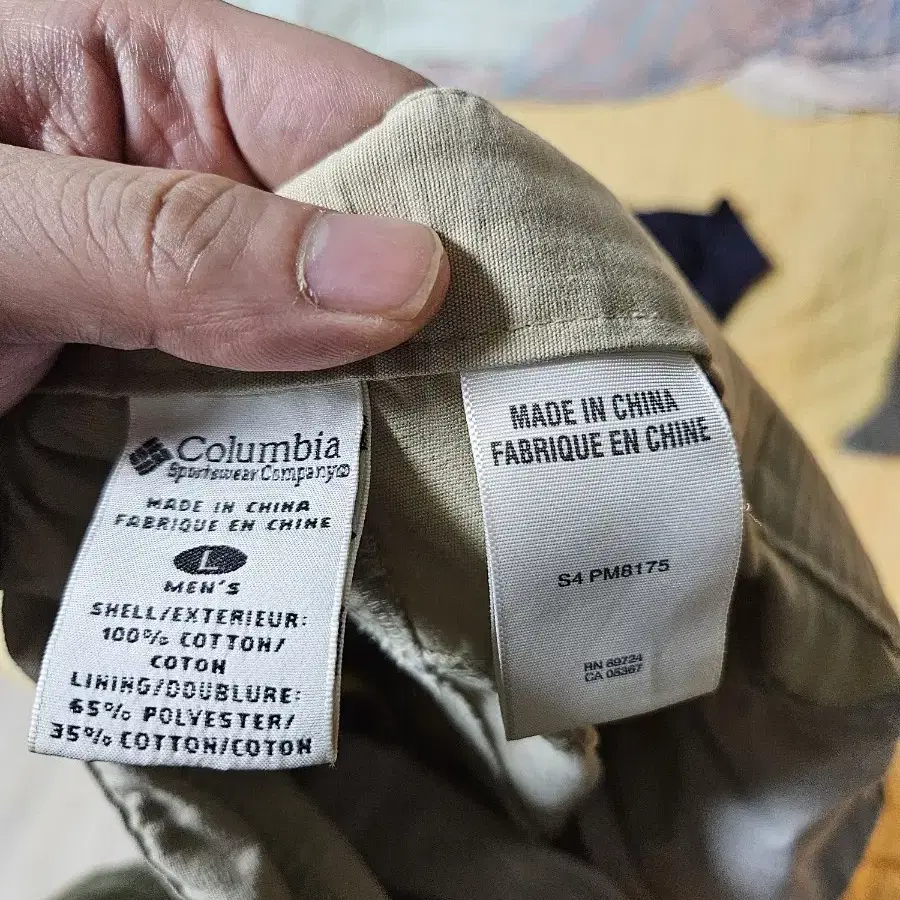 Columbia
Sportswear Company®
MADE IN CHINA
FABRIQUE EN CHINE
L
MEN'S
SHELL/EXTERIEUR:
100% COTTON/
COTON
LINING/DOUBLURE:
65% POLYESTER/
35% COTTON/COTON
MADE IN CHINA
FABRIQUE EN CHINE
S4 PM8175
RN 69724
CA 05367